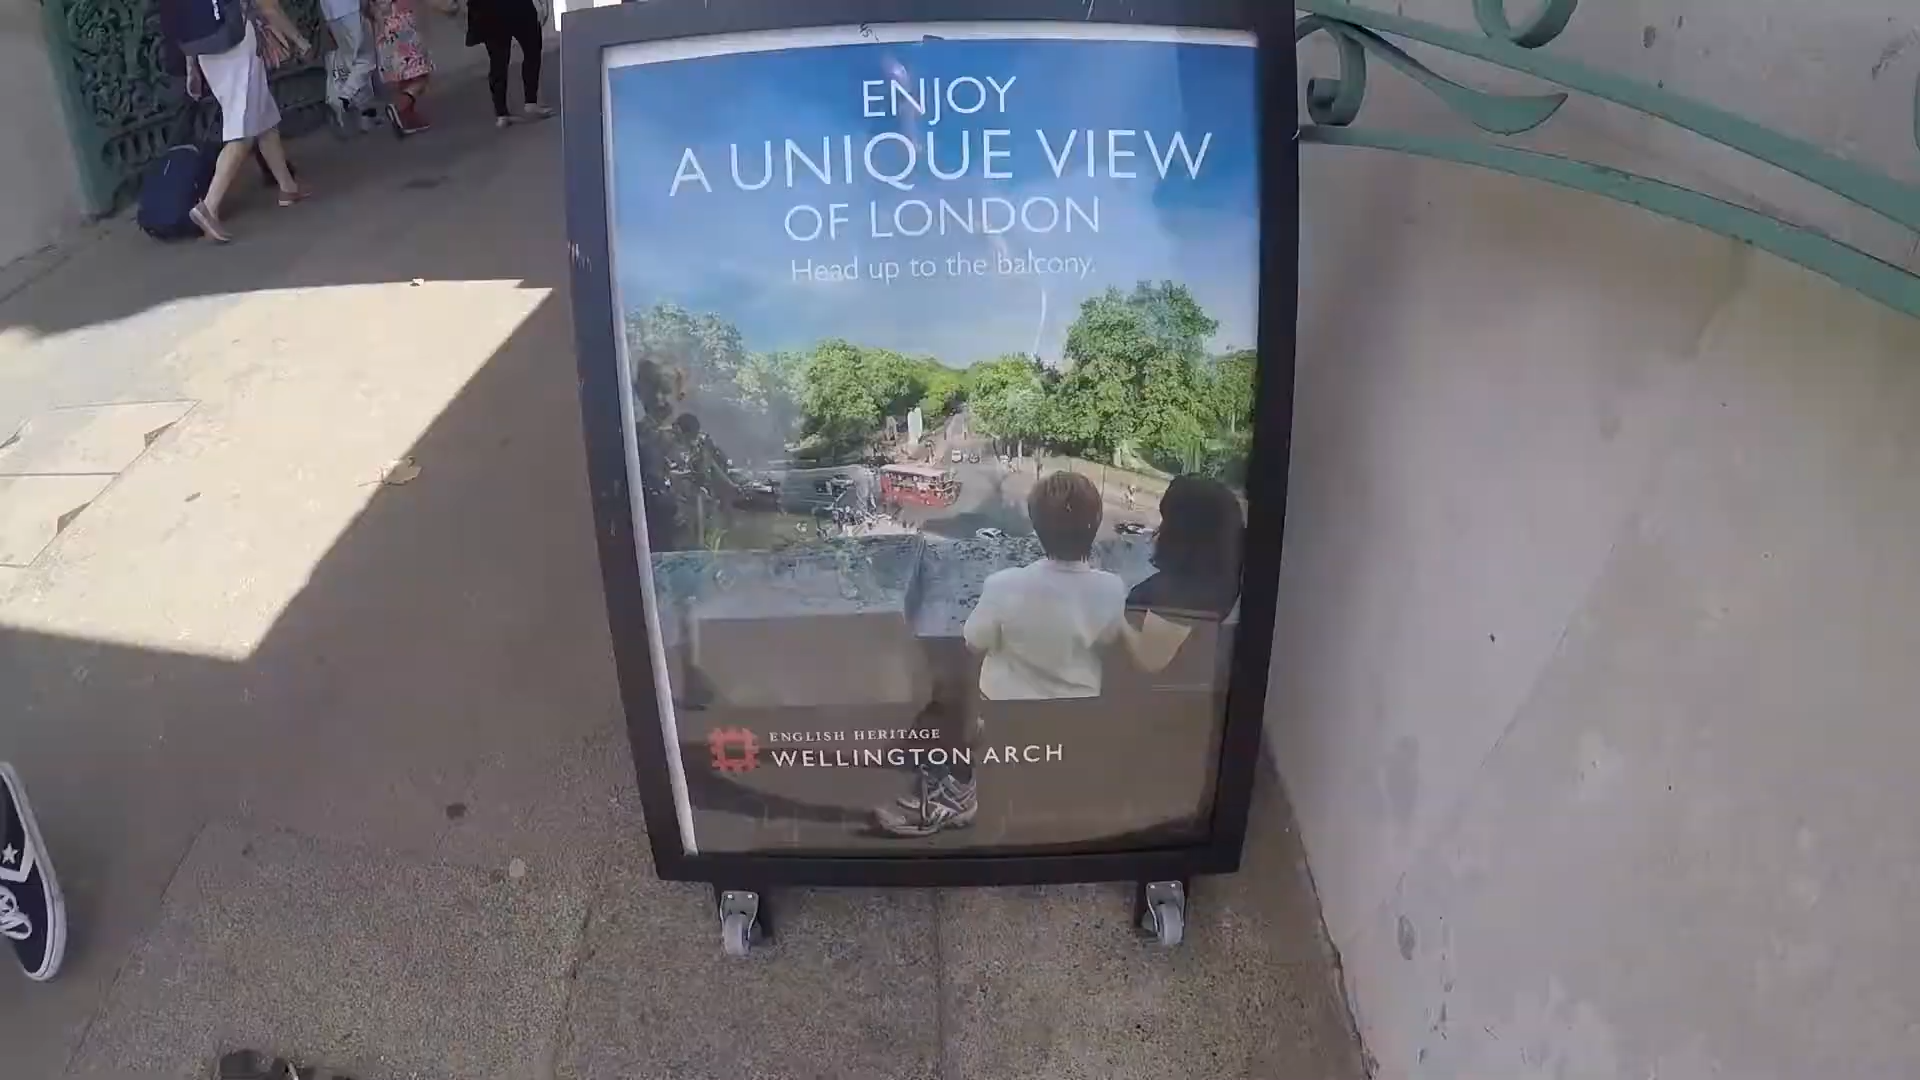 ENJOY
A UNIQUE VIEW
OF LONDON
Head up to the balcony.
ENGLISH HERITAGE
WELLINGTON ARCH